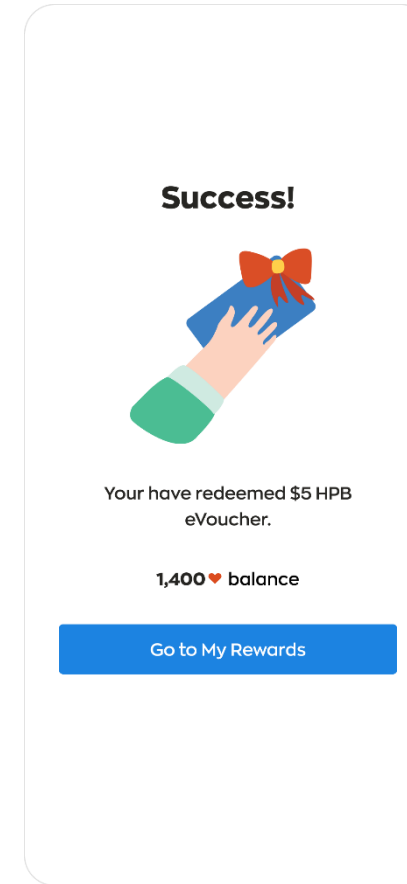 Success!
Your have redeemed $5 HPB
eVoucher.
1,400❤ balance
Go to My Rewards